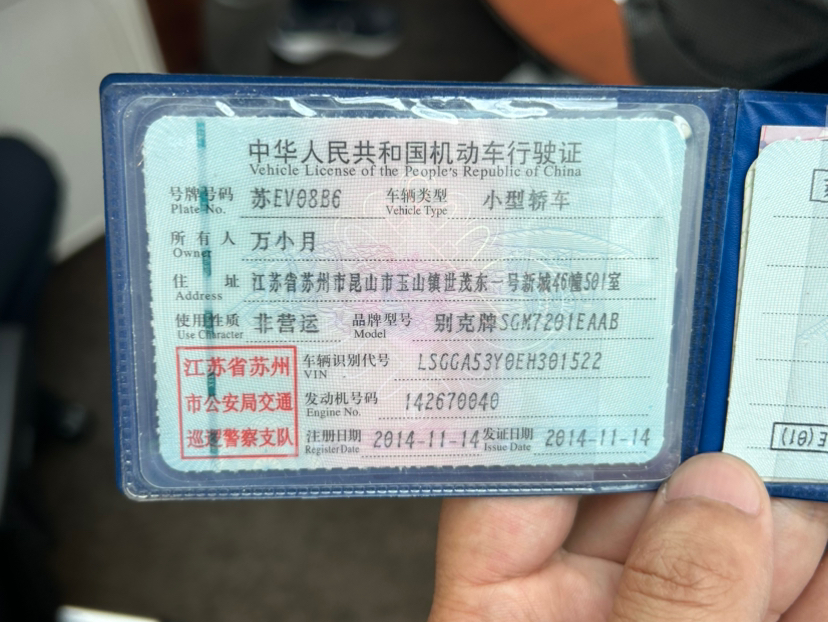 中华人民共和国机动车行驶证
Vehicle License of the People's Republic of China
号牌号码 苏EV08B6 车辆类型 小型轿车
Plate No. Vehicle Type
所有人 万小月
Owner
住址 江苏省苏州市昆山市玉山镇世茂东一号新城46幢501室
Address
使用性质 非营运 品牌型号 别克牌SGM7201EAAB
Use Character Model
江苏省苏州
市公安局交通
巡逻警察支队
车辆识别代号 LSGGA53Y0EH301522
VIN
发动机号码 142670040
Engine No.
注册日期 2014-11-14 发证日期 2014-11-14
Register Date Issue Date